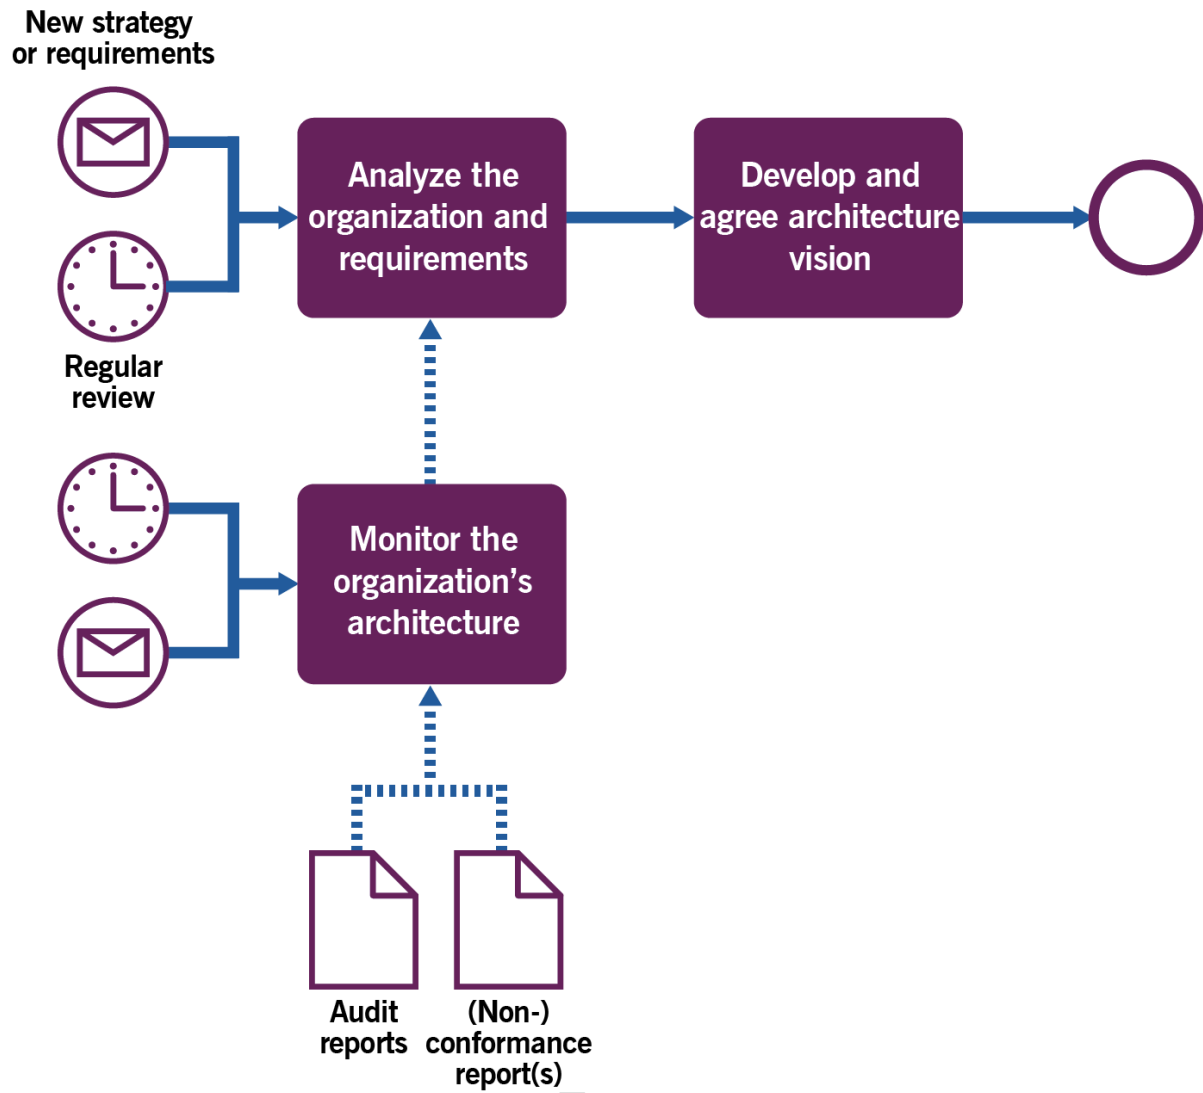 New strategy
or requirements
Analyze the
organization and
requirements
Develop and
agree architecture
vision
Regular
review
Monitor the
organization’s
architecture
Audit
reports
(Non-)
conformance
report(s)